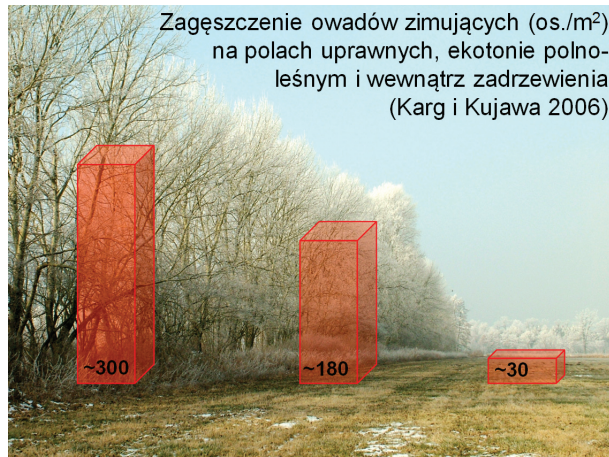 Zagęszczenie owadów zimujących (os./m²)
na polach uprawnych, ekotonie polno-
leśnym i wewnątrz zadrzewienia
(Karg i Kujawa 2006)
~300
~180
~30